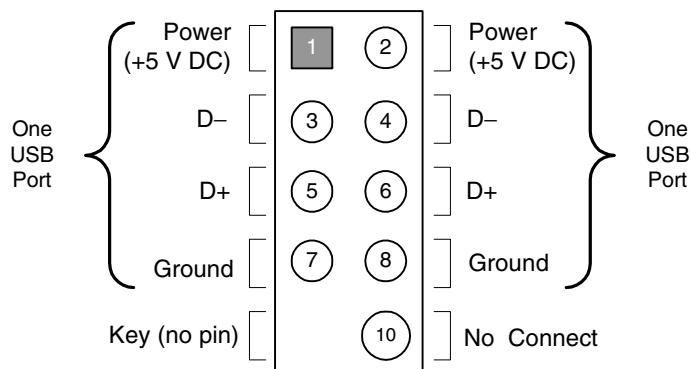 Power
(+5 V DC)
1
2
Power
(+5 V DC)
D–
3
4
D–
One
USB
Port
One
USB
Port
D+
5
6
D+
Ground
7
8
Ground
Key (no pin)
10
No Connect